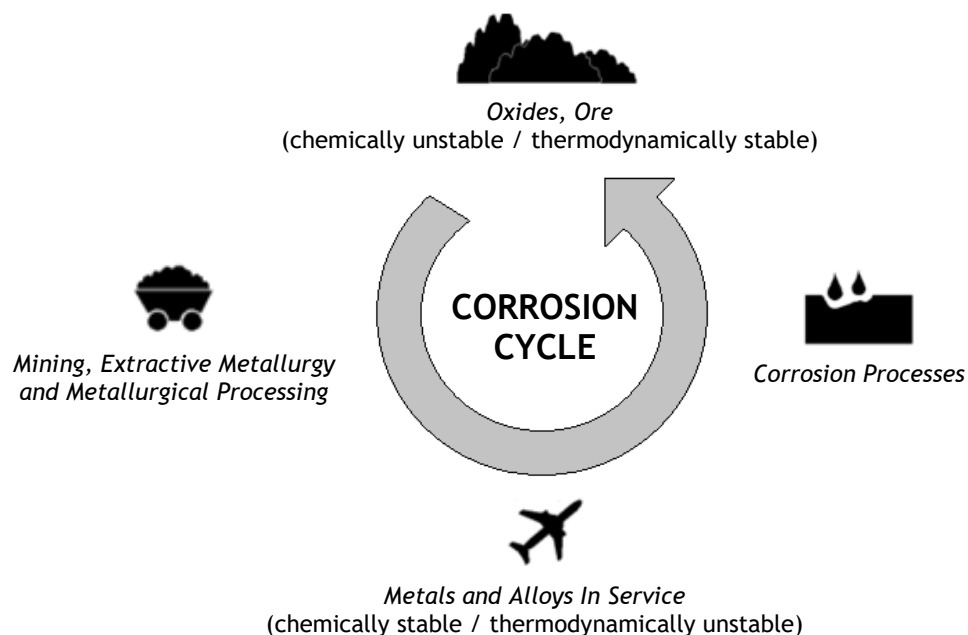 Oxides, Ore
(chemically unstable / thermodynamically stable)
CORROSION
CYCLE
Mining, Extractive Metallurgy
and Metallurgical Processing
Corrosion Processes
Metals and Alloys In Service
(chemically stable / thermodynamically unstable)